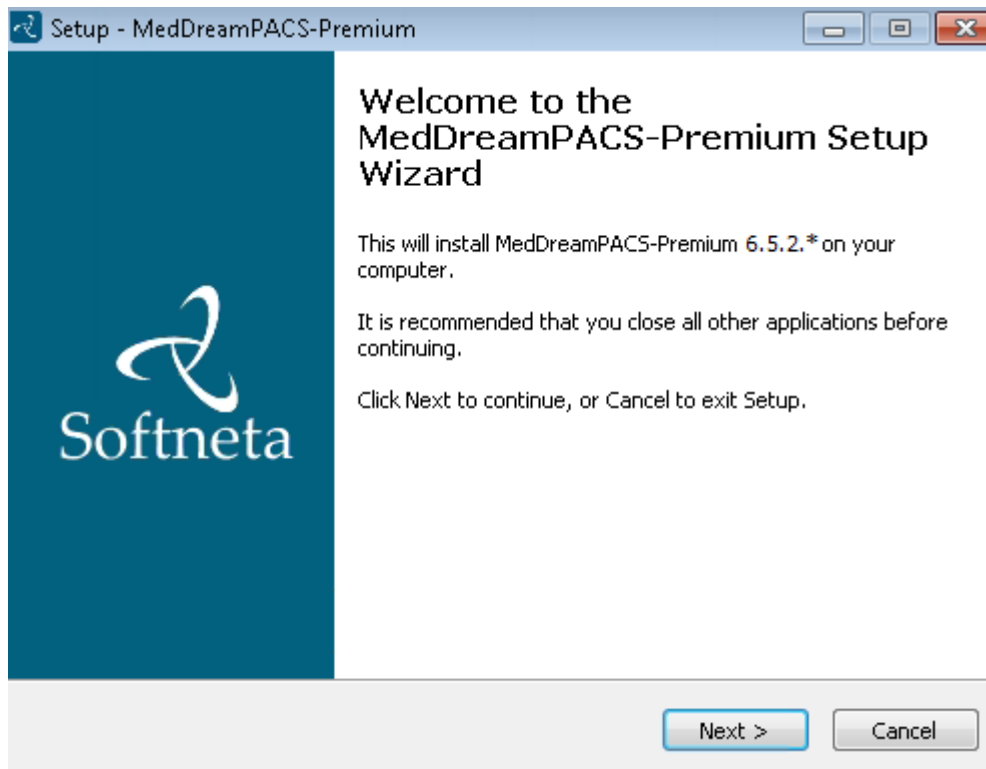 Setup - MedDreamPACS-Premium
Welcome to the
MedDreamPACS-Premium Setup
Wizard
This will install MedDreamPACS-Premium 6.5.2.* on your
computer.
It is recommended that you close all other applications before
continuing.
Click Next to continue, or Cancel to exit Setup.
Softneta
Next >
Cancel